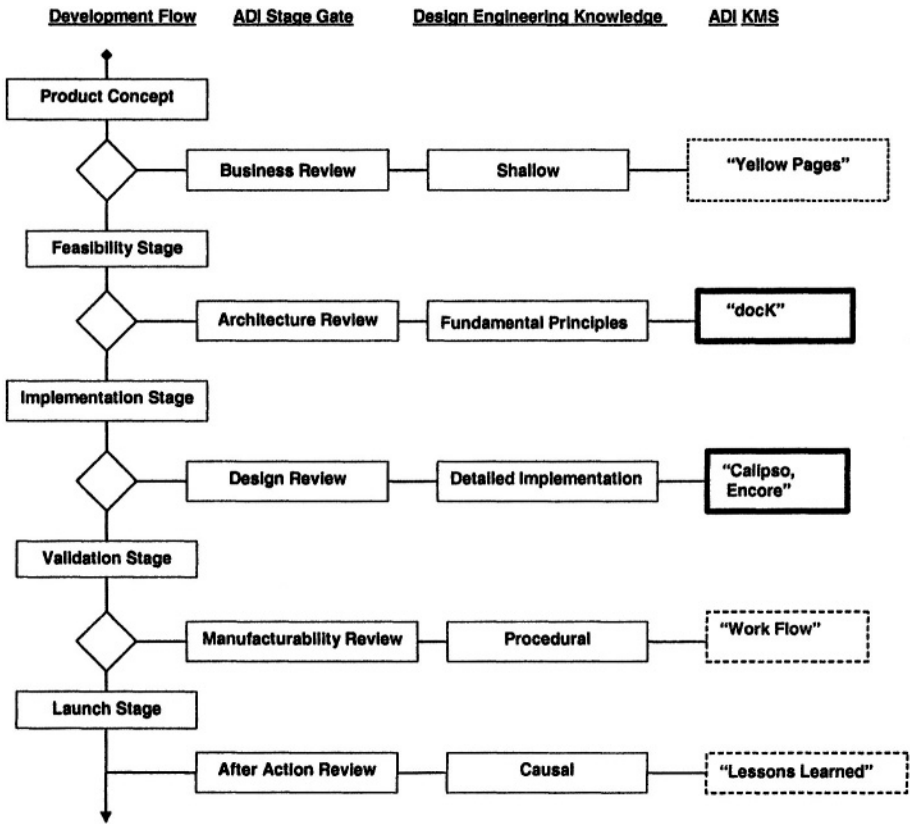 Development Flow ADI Stage Gate Design Engineering Knowledge ADI KMS
Product Concept
Business Review Shallow "Yellow Pages"
Feasibility Stage
Architecture Review Fundamental Principles "docK"
Implementation Stage
Design Review Detailed Implementation "Calipso,
Encore"
Validation Stage
Manufacturability Review Procedural "Work Flow"
Launch Stage
After Action Review Causal "Lessons Learned"